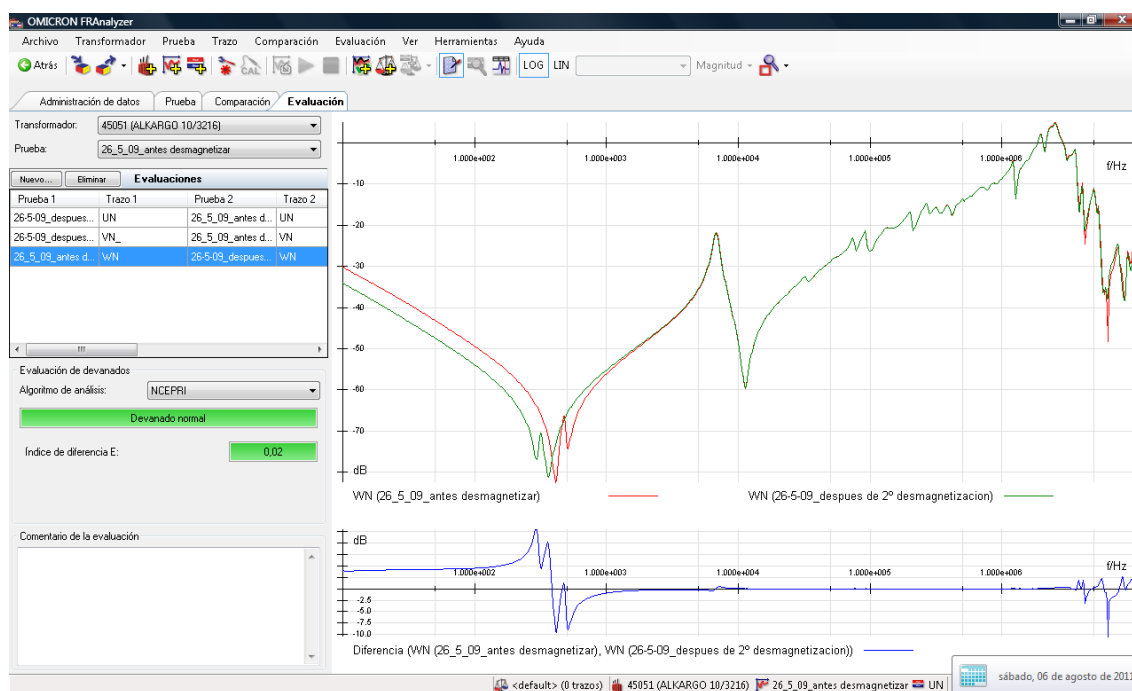 OMICRON FRAnalyzer
Archivo Transformador Prueba Trazo Comparación Evaluación Ver Herramientas Ayuda
Atrás CAL LOG LIN Magnitud
Administración de datos Prueba Comparación Evaluación
Transformador: 45051 (ALKARGO 10/3216)
Prueba: 26_5_09_antes desmagnetizar
Nuevo... Eliminar Evaluaciones
Prueba 1 Trazo 1 Prueba 2 Trazo 2
26-5-09_despues... UN 26_5_09_antes d... UN
26-5-09_despues... VN_ 26_5_09_antes d... VN
26_5_09_antes d... WN 26-5-09_despues... WN
Evaluación de devanados
Algoritmo de análisis: NCEPRI
Devanado normal
Índice de diferencia E: 0,02
Comentario de la evaluación
1.000e+002 1.000e+003 1.000e+004 1.000e+005 1.000e+006 f/Hz
-10
-20
-30
-40
-50
-60
-70
dB
WN (26_5_09_antes desmagnetizar) WN (26-5-09_despues de 2º desmagnetizacion)
dB
1.000e+002 1.000e+003 1.000e+004 1.000e+005 1.000e+006 f/Hz
-2.5
-5.0
-7.5
-10.0
Diferencia (WN (26_5_09_antes desmagnetizar), WN (26-5-09_despues de 2º desmagnetizacion))
<default> (0 trazos) 45051 (ALKARGO 10/3216) 26_5_09_antes desmagnetizar UN
sábado, 06 de agosto de 2011